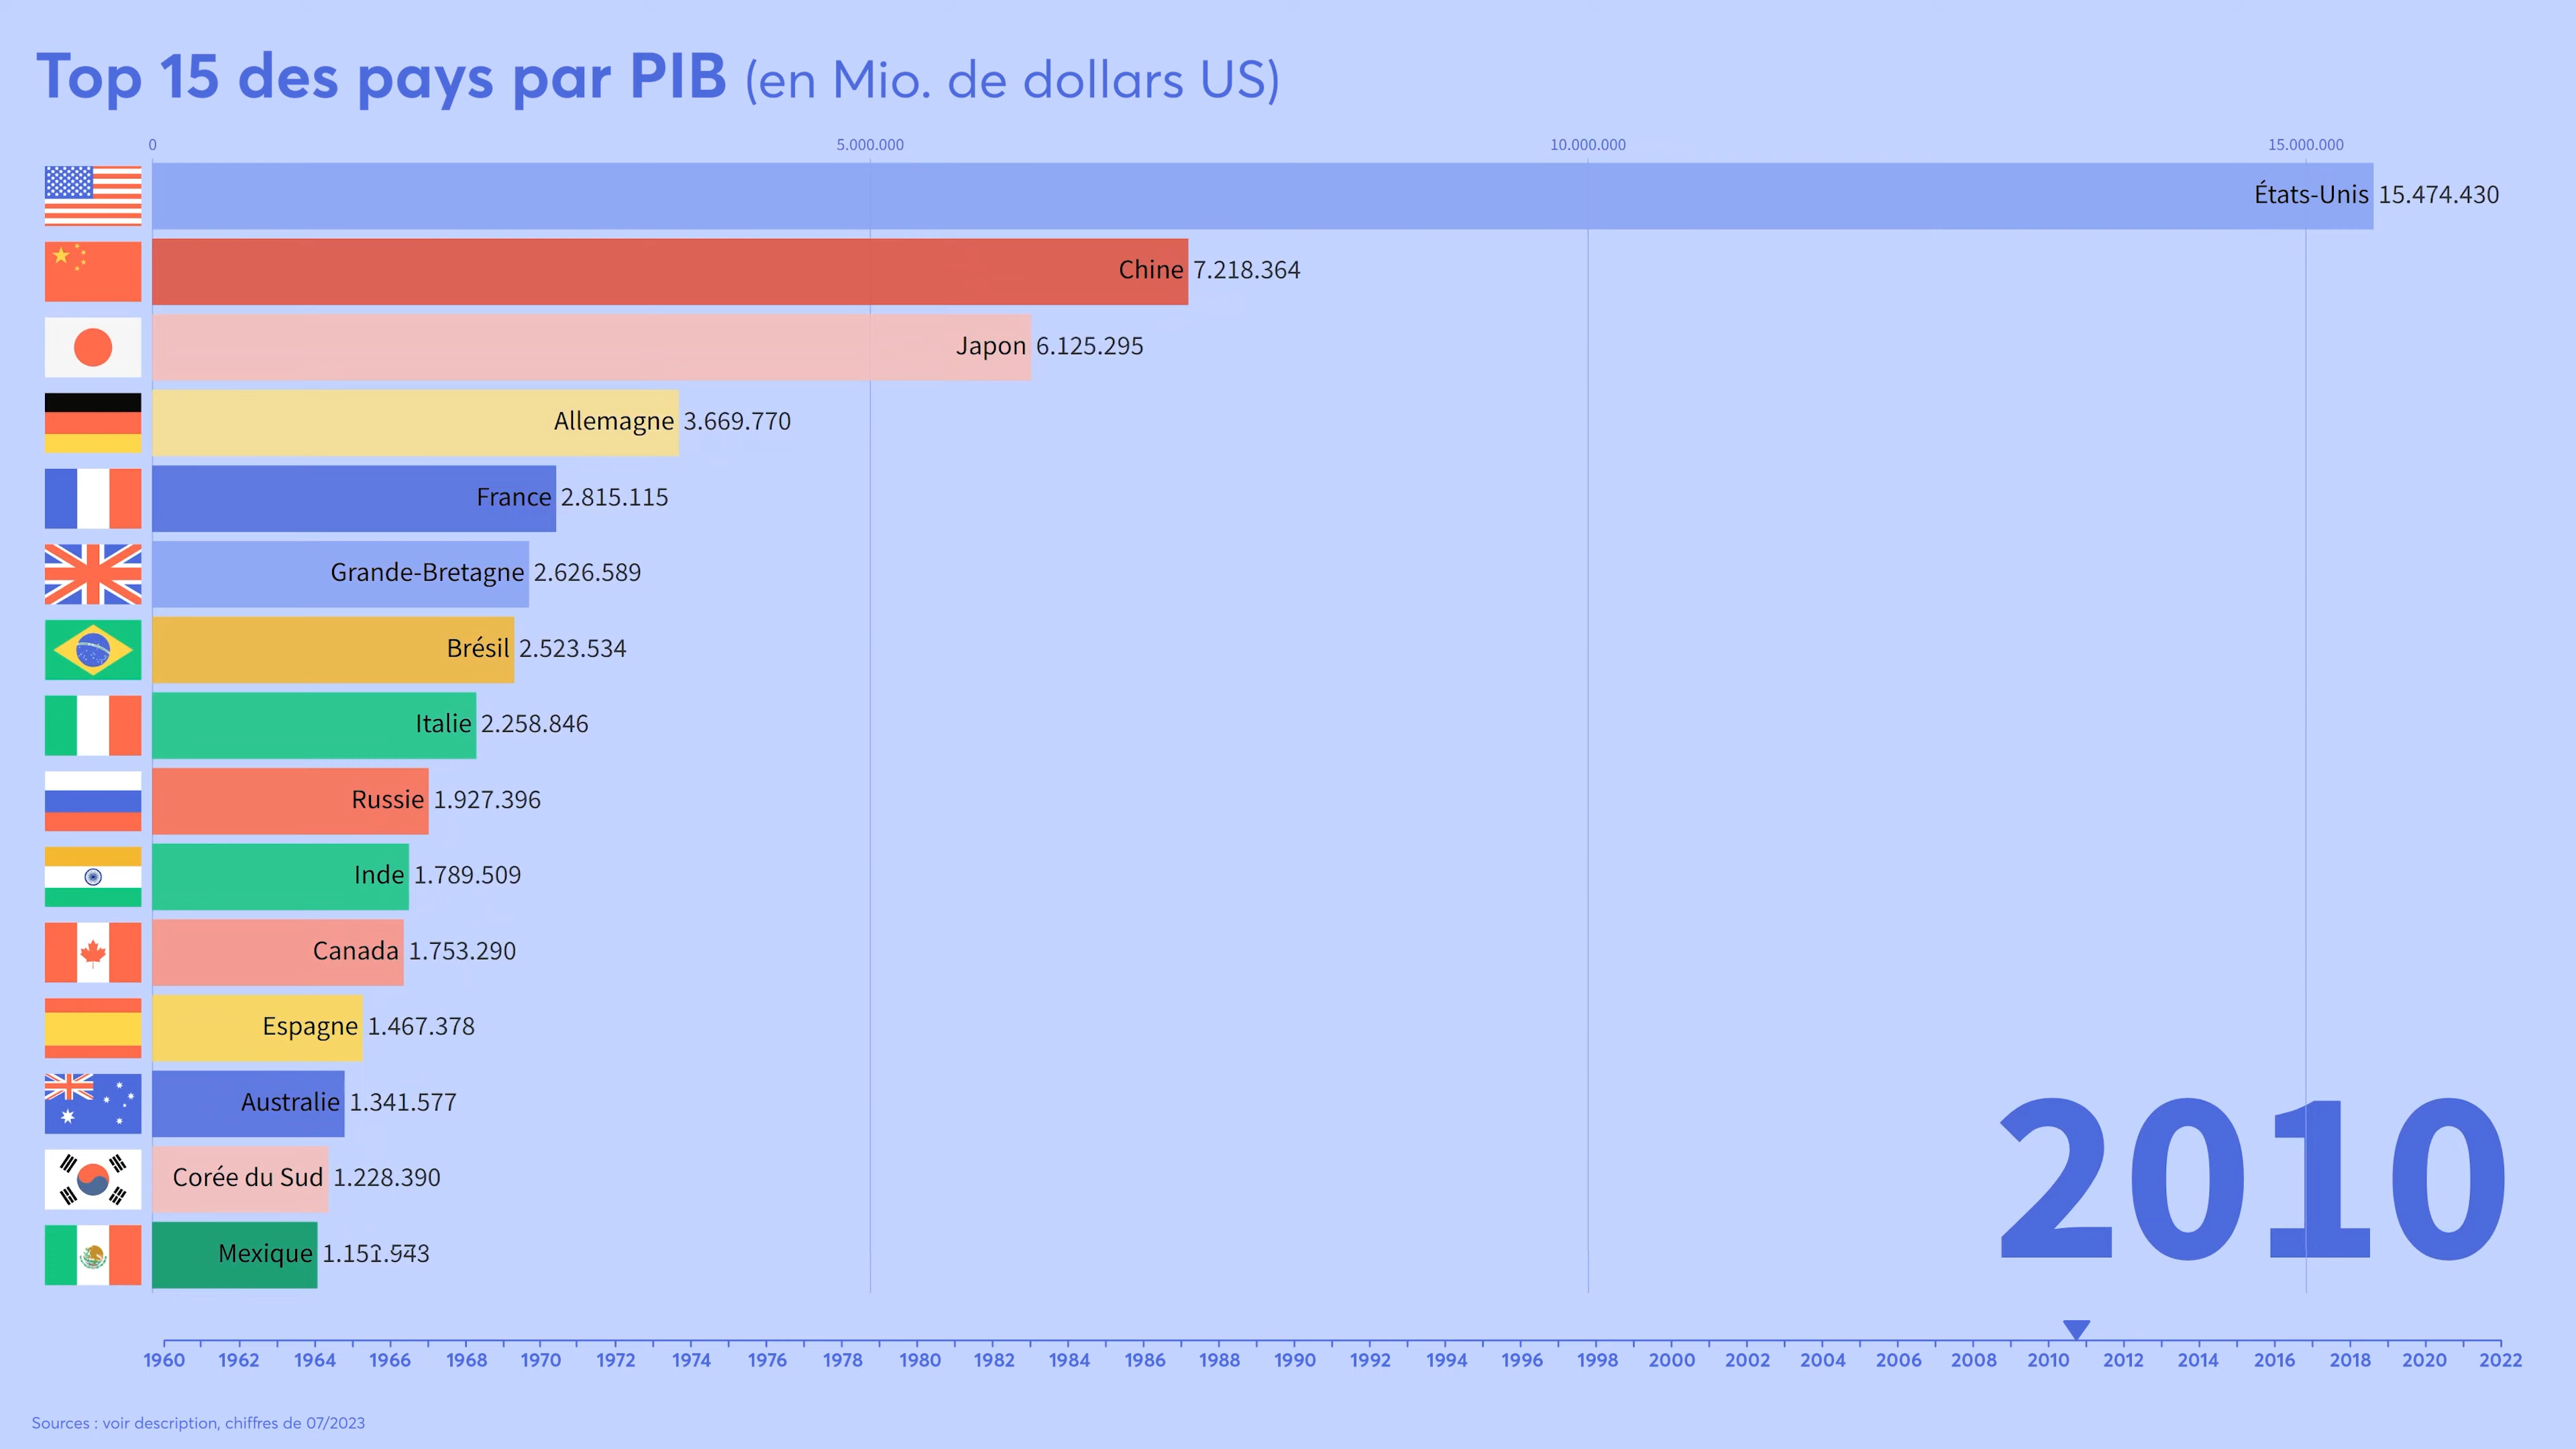 Top 15 des pays par PIB (en Mio. de dollars US)
0 5.000.000 10.000.000 15.000.000
États-Unis 15.474.430
Chine 7.218.364
Japon 6.125.295
Allemagne 3.669.770
France 2.815.115
Grande-Bretagne 2.626.589
Brésil 2.523.534
Italie 2.258.846
Russie 1.927.396
Inde 1.789.509
Canada 1.753.290
Espagne 1.467.378
Australie 1.341.577
Corée du Sud 1.228.390
Mexique
2010
1960 1962 1964 1966 1968 1970 1972 1974 1976 1978 1980 1982 1984 1986 1988 1990 1992 1994 1996 1998 2000 2002 2004 2006 2008 2010 2012 2014 2016 2018 2020 2022
Sources : voir description, chiffres de 07/2023